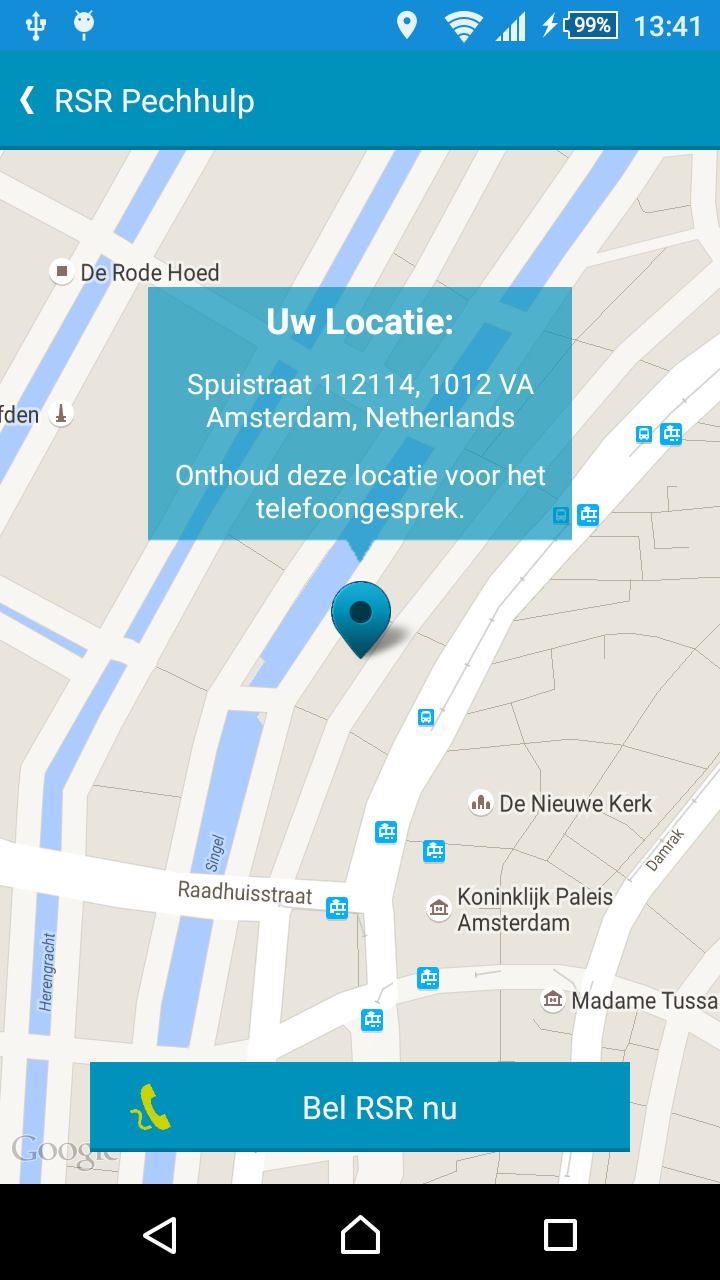 99% 13:41
RSR Pechhulp
De Rode Hoed
Uw Locatie:
Spuistraat 112114, 1012 VA
Amsterdam, Netherlands
fden
Onthoud deze locatie voor het
telefoongesprek.
De Nieuwe Kerk
Damrak
Singel
Raadhuisstraat
Koninklijk Paleis
Amsterdam
Herengracht
Madame Tussa
Bel RSR nu
Google